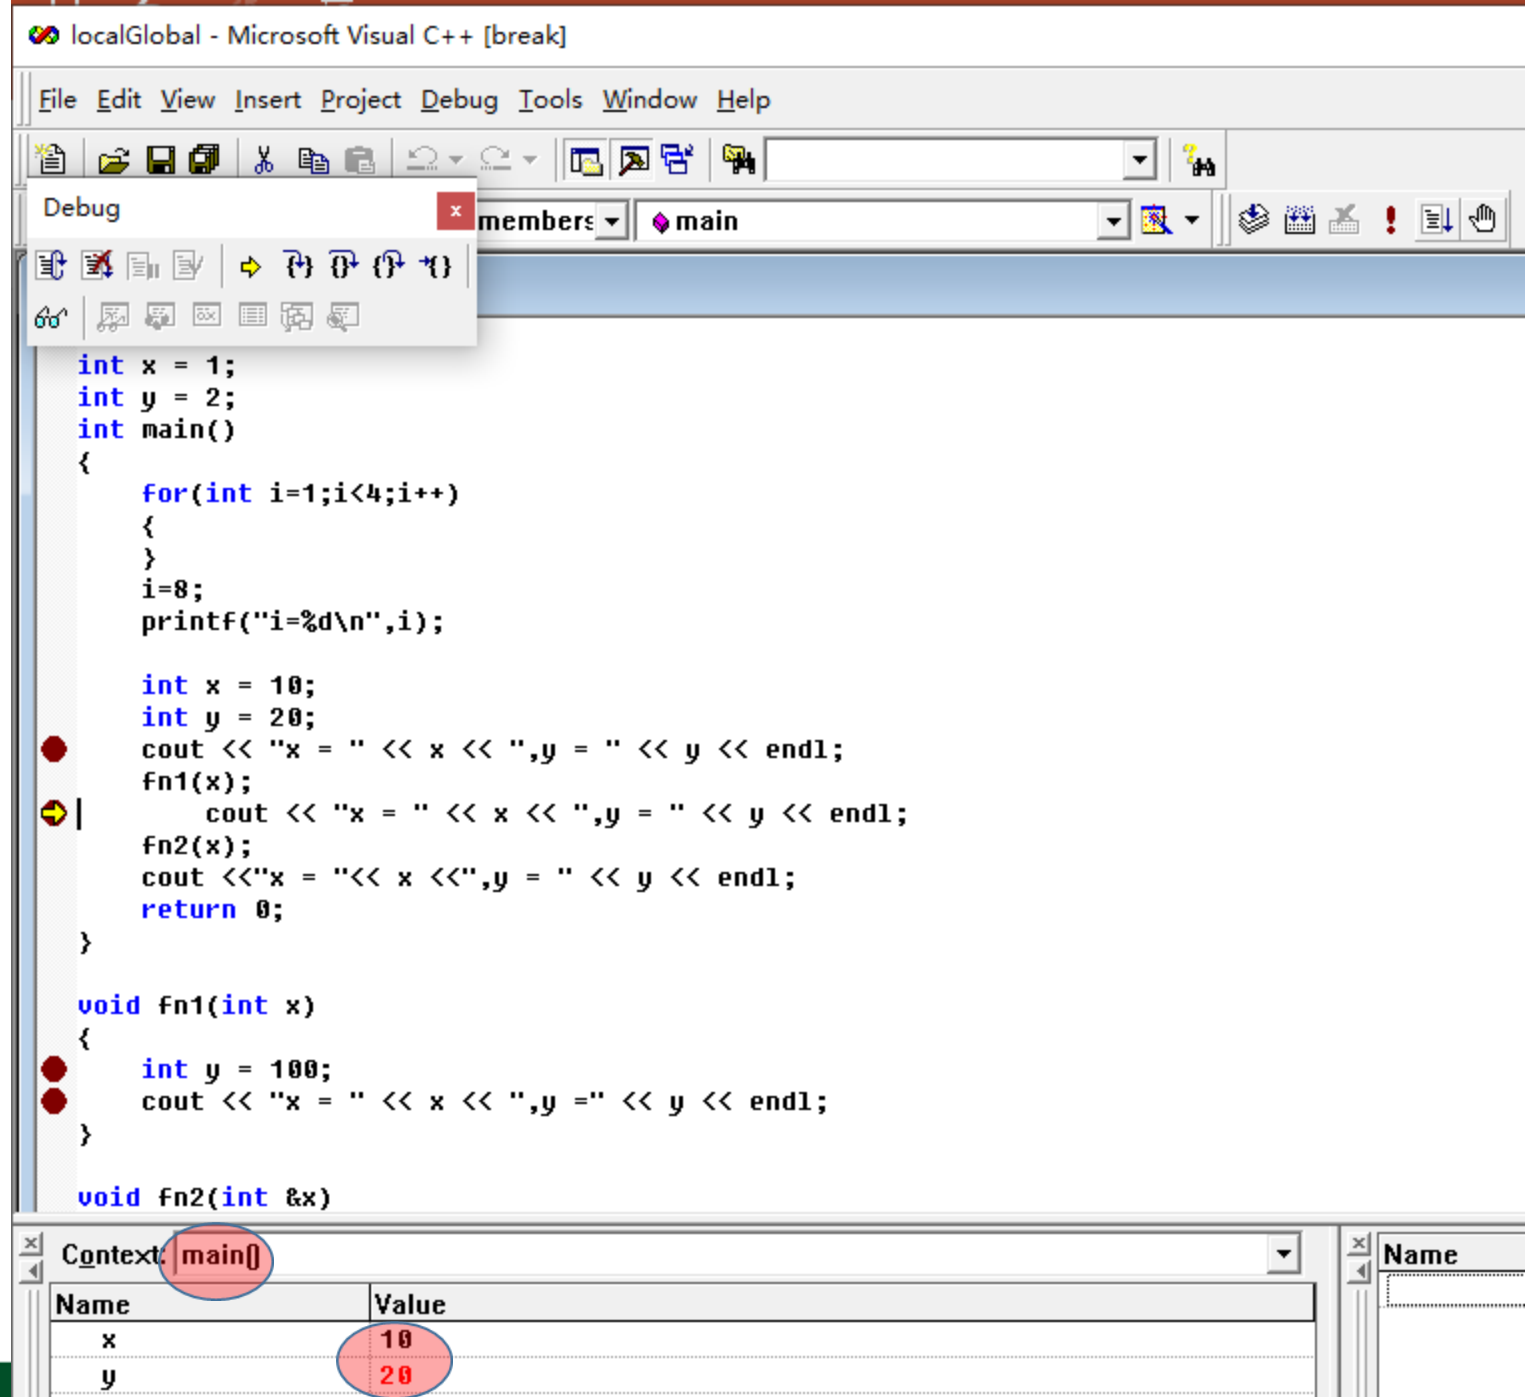 localGlobal - Microsoft Visual C++ [break]
File Edit View Insert Project Debug Tools Window Help
Debug
members
main
int x = 1;
int y = 2;
int main()
{
for(int i=1;i<4;i++)
{
}
i=8;
printf("i=%d\n",i);
int x = 10;
int y = 20;
cout << "x = " << x << ",y = " << y << endl;
fn1(x);
cout << "x = " << x << ",y = " << y << endl;
fn2(x);
cout <<"x = "<< x <<",y = " << y << endl;
return 0;
}
void fn1(int x)
{
int y = 100;
cout << "x = " << x << ",y =" << y << endl;
}
void fn2(int &x)
Context: main()
Name Value
x 10
y 20
Name